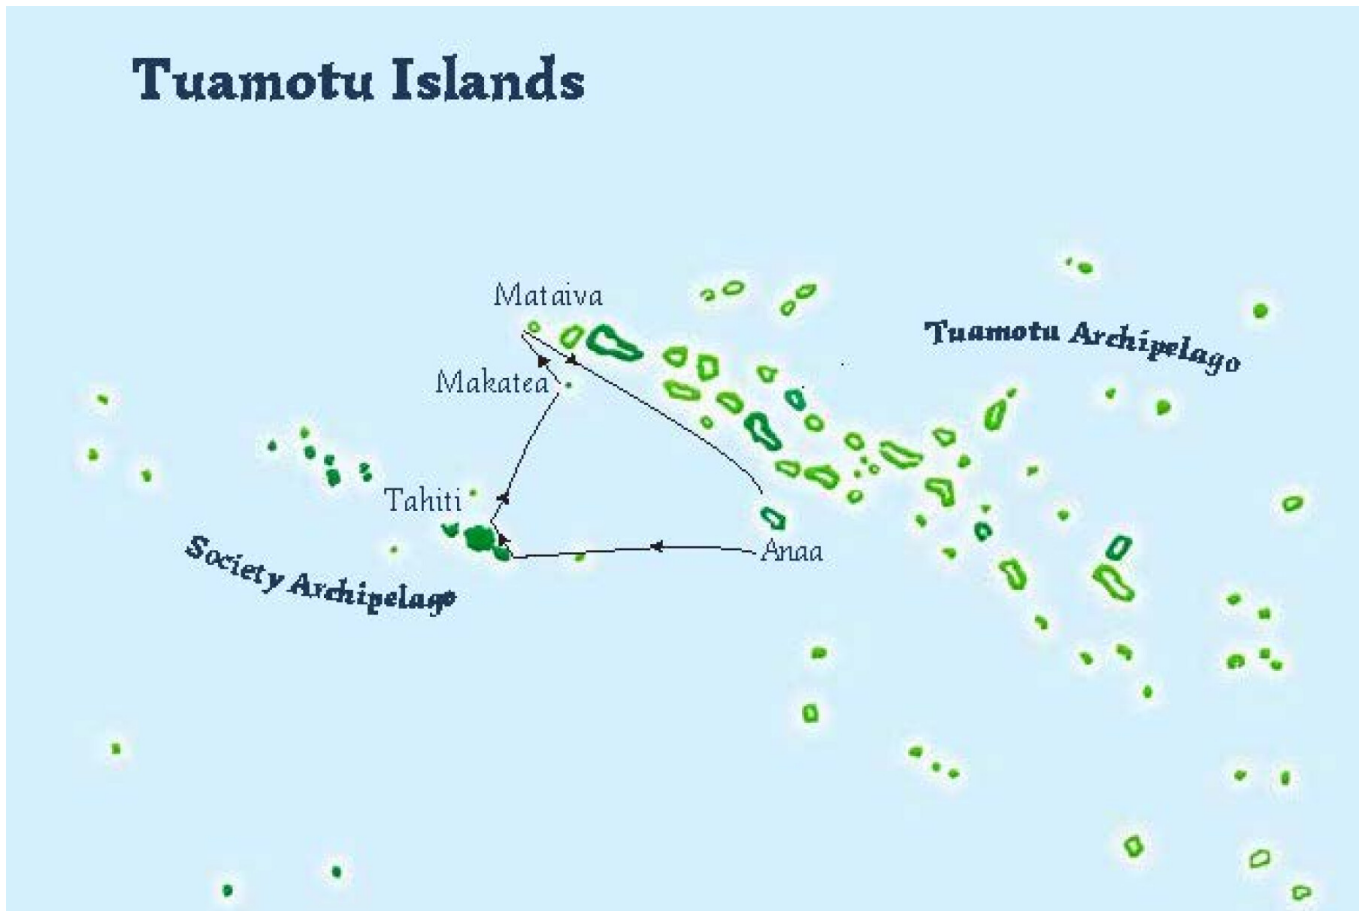 Tuamotu Islands
Mataiva
Tuamotu Archipelago
Makatea
Tahiti
Society Archipelago
Anaa